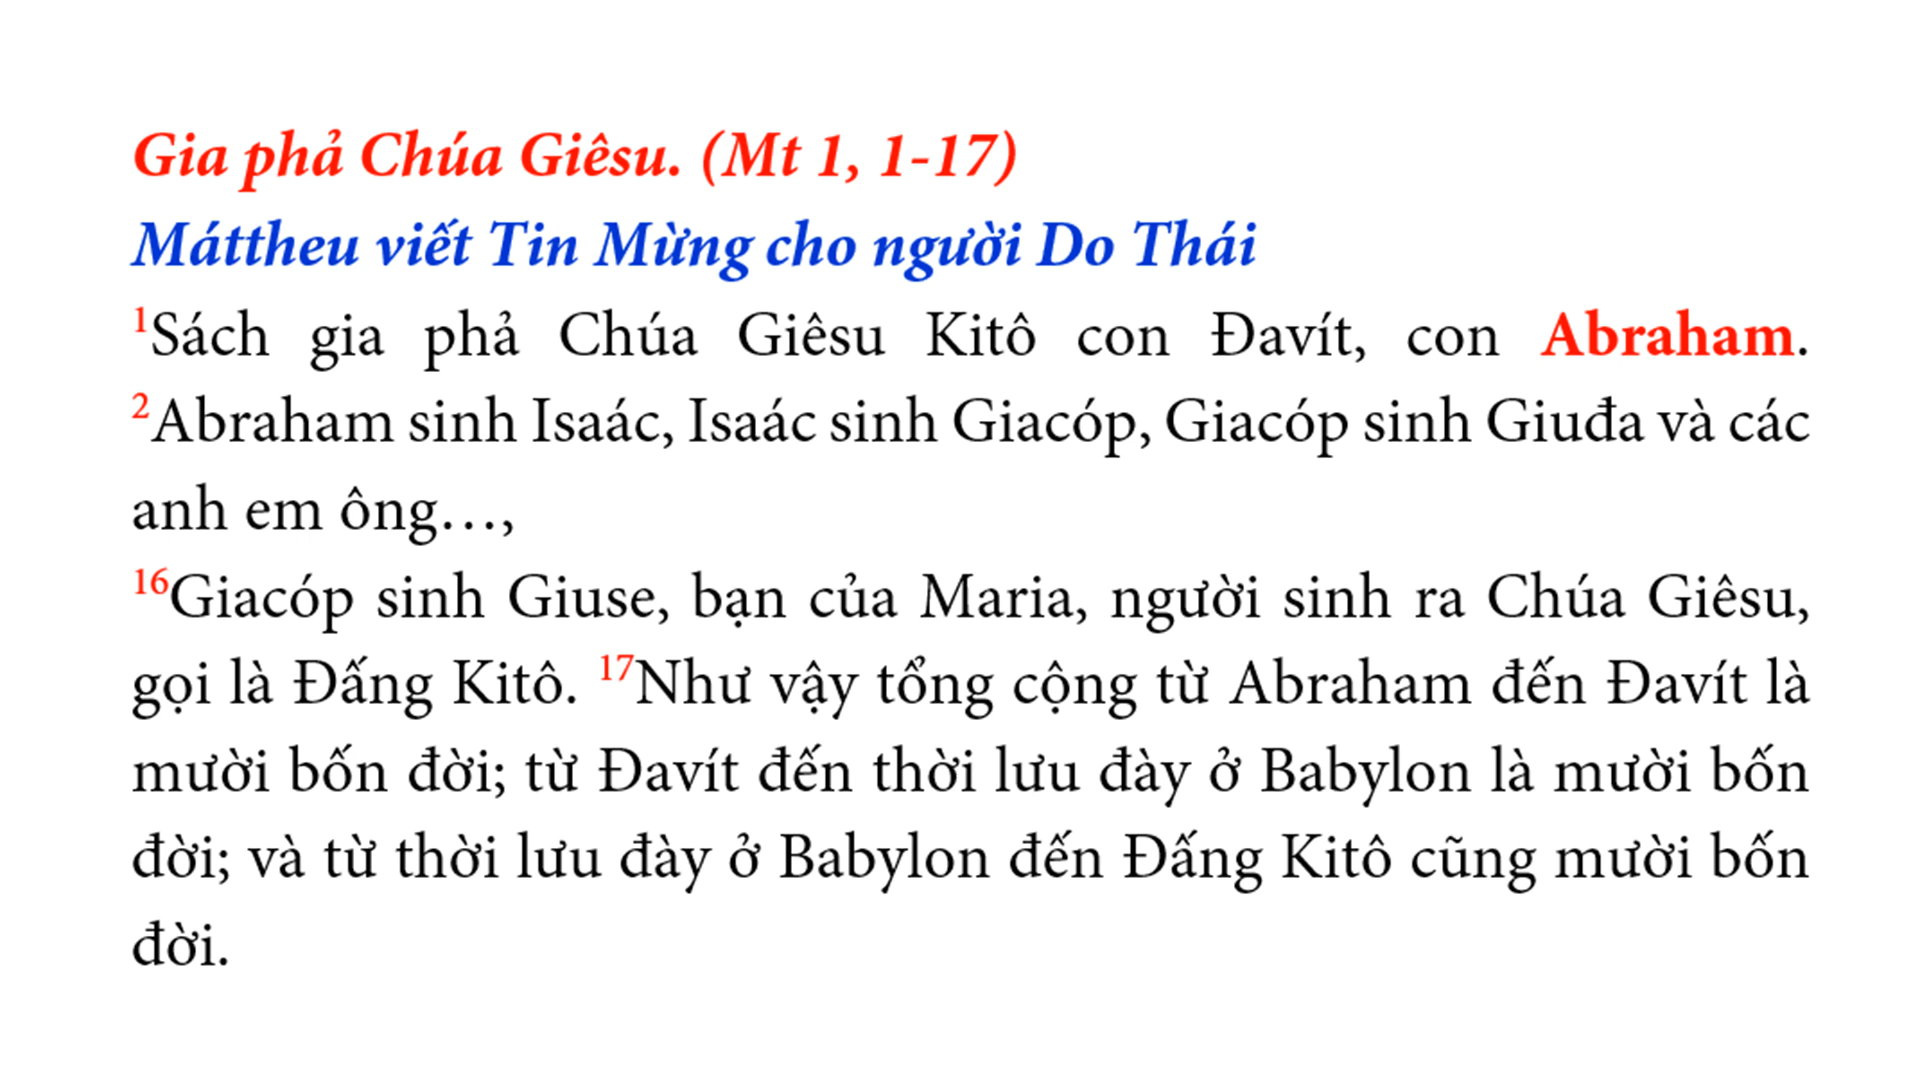 Gia phả Chúa Giêsu. (Mt 1, 1-17)
Máttheu viết Tin Mừng cho người Do Thái
¹Sách gia phả Chúa Giêsu Kitô con Đavít, con Abraham.
²Abraham sinh Isaác, Isaác sinh Giacóp, Giacóp sinh Giuđa và các
anh em ông…,
¹⁶Giacóp sinh Giuse, bạn của Maria, người sinh ra Chúa Giêsu,
gọi là Đấng Kitô. ¹⁷Như vậy tổng cộng từ Abraham đến Đavít là
mười bốn đời; từ Đavít đến thời lưu đày ở Babylon là mười bốn
đời; và từ thời lưu đày ở Babylon đến Đấng Kitô cũng mười bốn
đời.